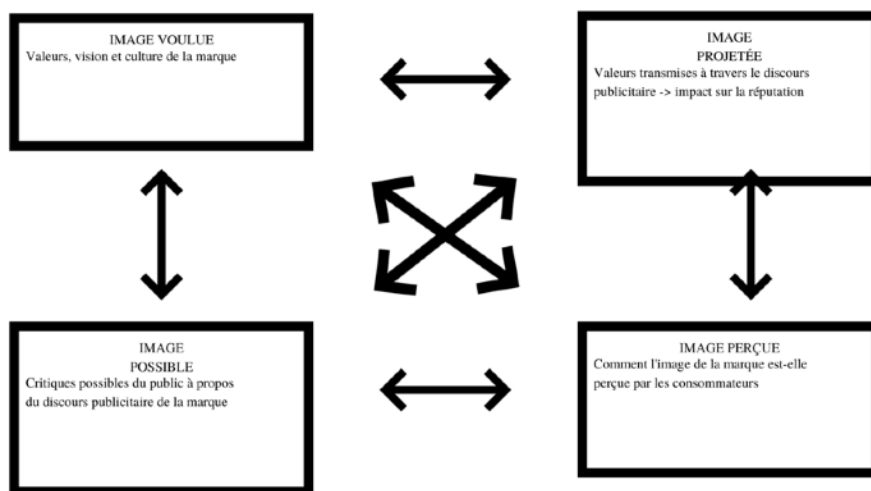 IMAGE VOULUE
Valeurs, vision et culture de la marque
IMAGE
PROJETÉE
Valeurs transmises à travers le discours
publicitaire -> impact sur la réputation
IMAGE
POSSIBLE
Critiques possibles du public à propos
du discours publicitaire de la marque
IMAGE PERÇUE
Comment l'image de la marque est-elle
perçue par les consommateurs